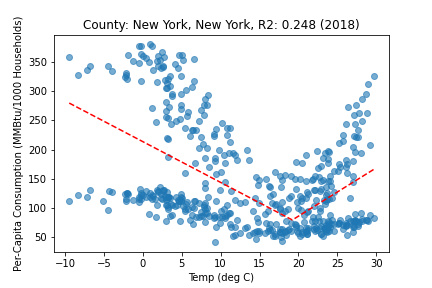 County: New York, New York, R2: 0.248 (2018)
Per-Capita Consumption (MMBtu/1000 Households)
350
300
250
200
150
100
50
−10 −5 0 5 10 15 20 25 30
Temp (deg C)